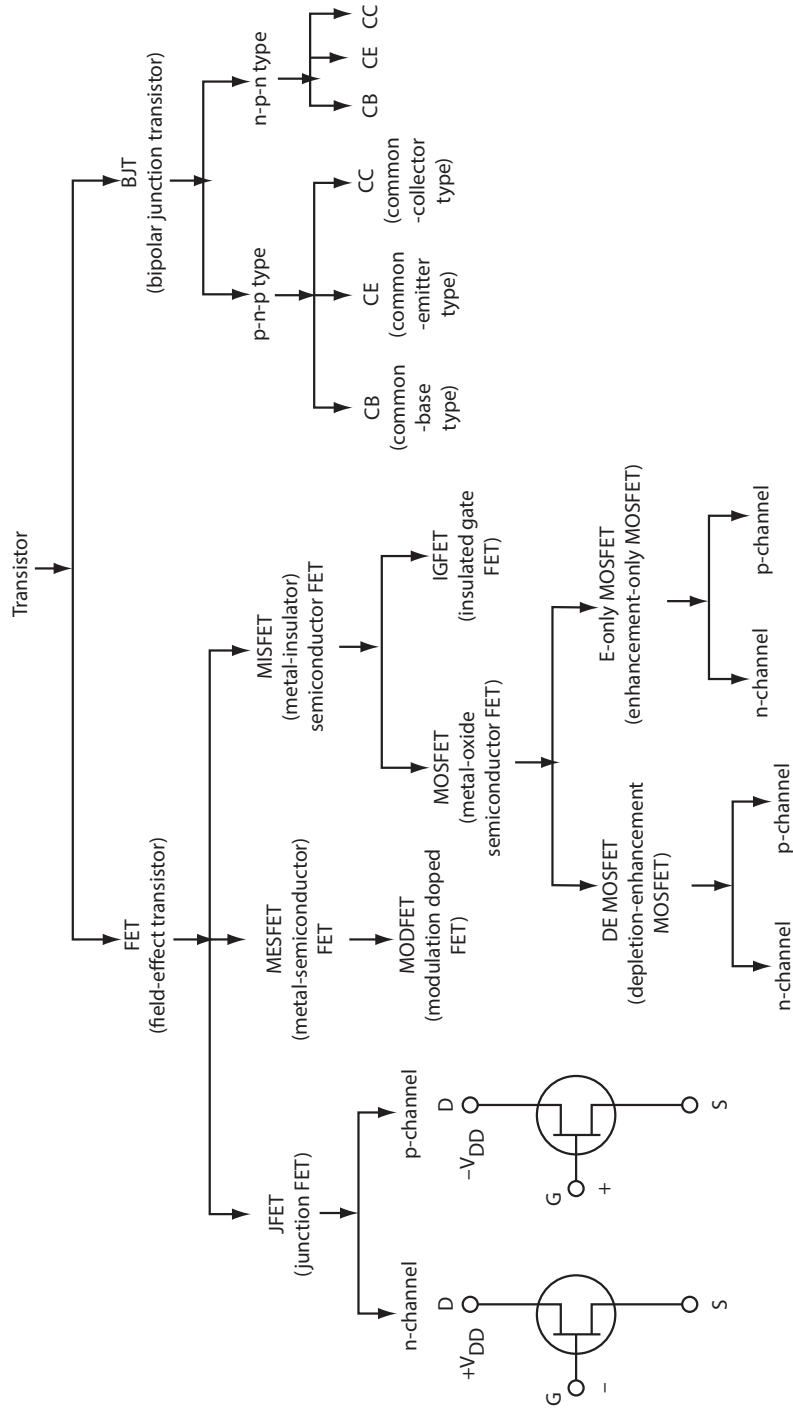 Transistor
FET
(field-effect transistor)
BJT
(bipolar junction transistor)
JFET
(junction FET)
MESFET
(metal-semiconductor)
FET
MISFET
(metal-insulator)
semiconductor FET
p-n-p type
n-p-n type
n-channel
p-channel
MODFET
(modulation doped
FET)
MOSFET
(metal-oxide
semiconductor FET)
IGFET
(insulated gate
FET)
CB
(common
-base
type)
CE
(common
-emitter
type)
CC
(common
-collector
type)
CB
CE
CC
DE MOSFET
(depletion-enhancement
MOSFET)
E-only MOSFET
(enhancement-only MOSFET)
n-channel
p-channel
n-channel
p-channel
+VDD
D
G
–
S
–VDD
D
G
+
S